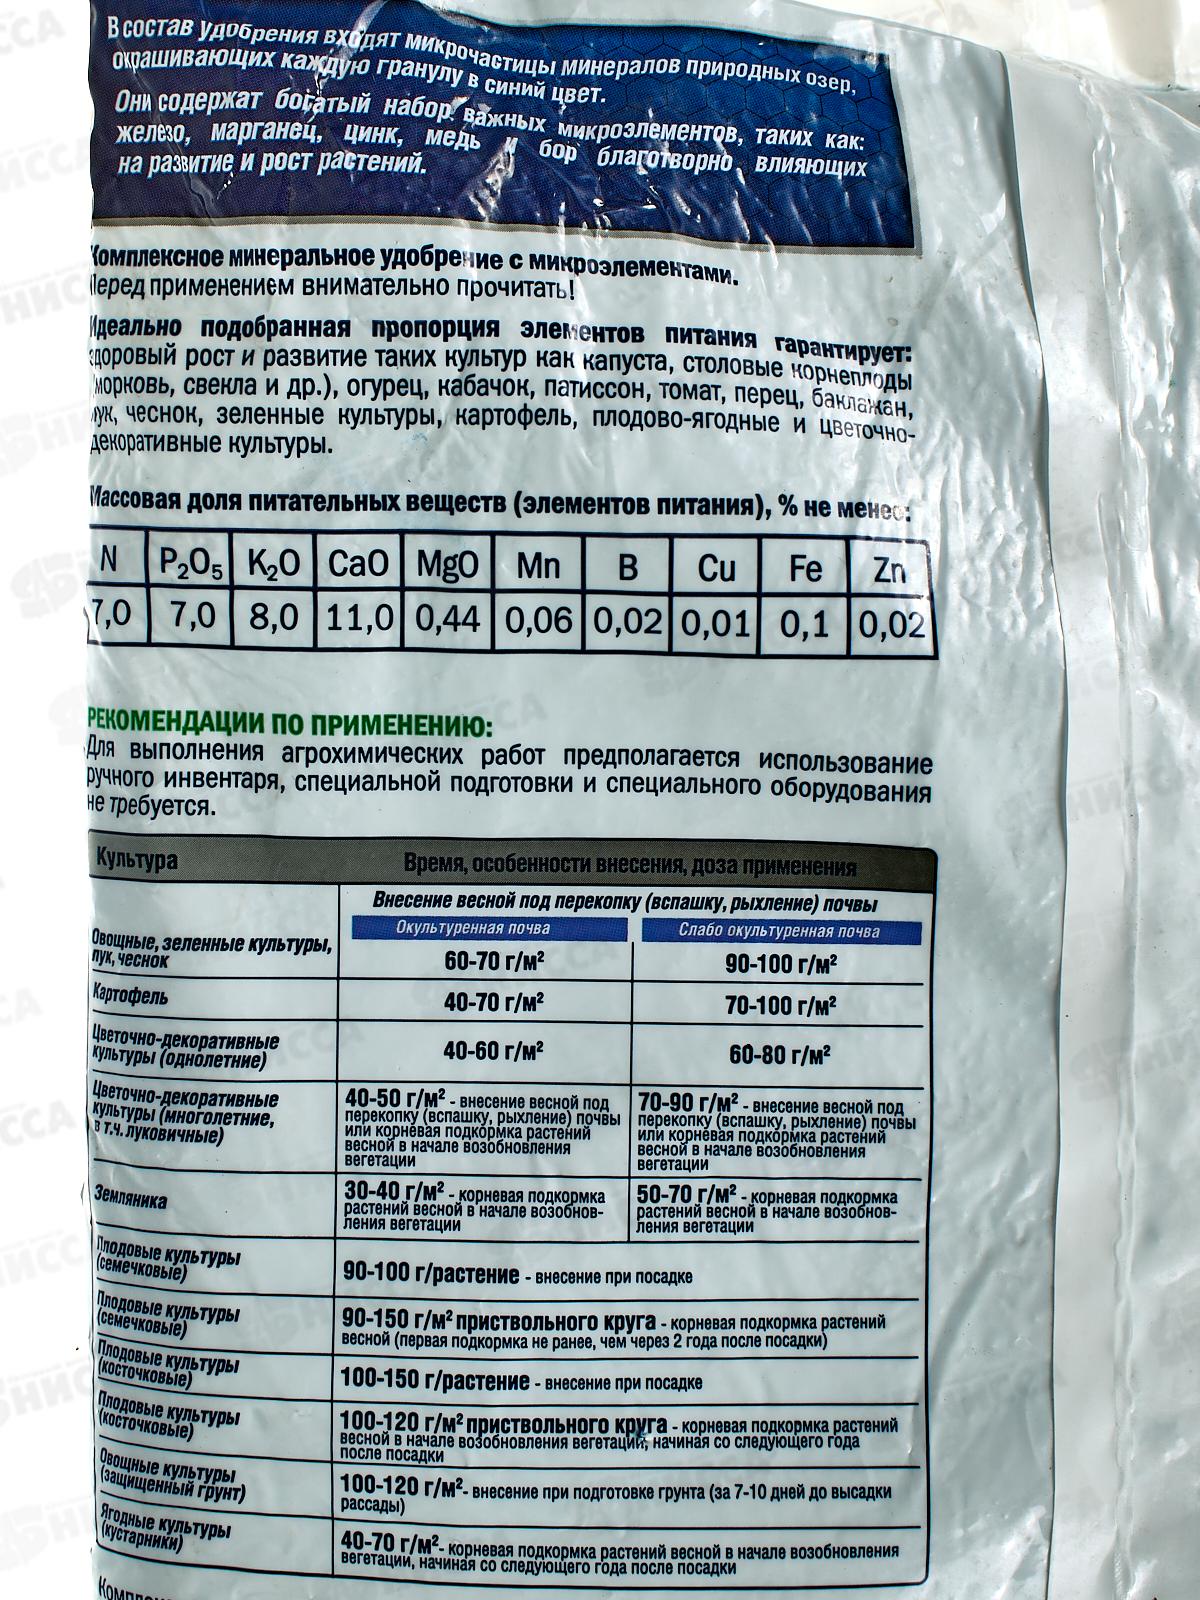 В состав удобрения входят микрочастицы минералов природных озер,
окрашивающих каждую гранулу в синий цвет.
Они содержат богатый набор важных микроэлементов, таких как:
железо, марганец, цинк, медь и бор благотворно влияющих
на развитие и рост растений.
Комплексное минеральное удобрение с микроэлементами.
Перед применением внимательно прочитать!
Идеально подобранная пропорция элементов питания гарантирует:
здоровый рост и развитие таких культур как капуста, столовые корнеплоды
(морковь, свекла и др.), огурец, кабачок, патиссон, томат, перец, баклажан,
лук, чеснок, зеленные культуры, картофель, плодово-ягодные и цветочно-
декоративные культуры.
Массовая доля питательных веществ (элементов питания), % не менее:
N P2O5 K2O CaO MgO Mn B Cu Fe Zn
7,0 7,0 8,0 11,0 0,44 0,06 0,02 0,01 0,1 0,02
РЕКОМЕНДАЦИИ ПО ПРИМЕНЕНИЮ:
Для выполнения агрохимических работ предполагается использование
ручного инвентаря, специальной подготовки и специального оборудования
не требуется.
Культура Время, особенности внесения, доза применения
Внесение весной под перекопку (вспашку, рыхление) почвы
Окультуренная почва Слабо окультуренная почва
Овощные, зеленные культуры,
лук, чеснок
60-70 г/м² 90-100 г/м²
Картофель 40-70 г/м² 70-100 г/м²
Цветочно-декоративные
культуры (однолетние)
40-60 г/м² 60-80 г/м²
Цветочно-декоративные
культуры (многолетние,
в т.ч. луковичные)
40-50 г/м² - внесение весной под
перекопку (вспашку, рыхление) почвы
или корневая подкормка растений
весной в начале возобновления
вегетации
70-90 г/м² - внесение весной под
перекопку (вспашку, рыхление) почвы
или корневая подкормка растений
весной в начале возобновления
вегетации
Земляника
30-40 г/м² - корневая подкормка
растений весной в начале возобнов-
ления вегетации
50-70 г/м² - корневая подкормка
растений весной в начале возобнов-
ления вегетации
Плодовые культуры
(семечковые)
90-100 г/растение - внесение при посадке
Плодовые культуры
(семечковые)
90-150 г/м² приствольного круга - корневая подкормка растений
весной (первая подкормка не ранее, чем через 2 года после посадки)
Плодовые культуры
(косточковые)
100-150 г/растение - внесение при посадке
Плодовые культуры
(косточковые)
100-120 г/м² приствольного круга - корневая подкормка растений
весной в начале возобновления вегетации, начиная со следующего года
после посадки
Овощные культуры
(защищенный грунт)
100-120 г/м²- внесение при подготовке грунта (за 7-10 дней до высадки
рассады)
Ягодные культуры
(кустарники)
40-70 г/м²- корневая подкормка растений весной в начале возобновления
вегетации, начиная со следующего года после посадки